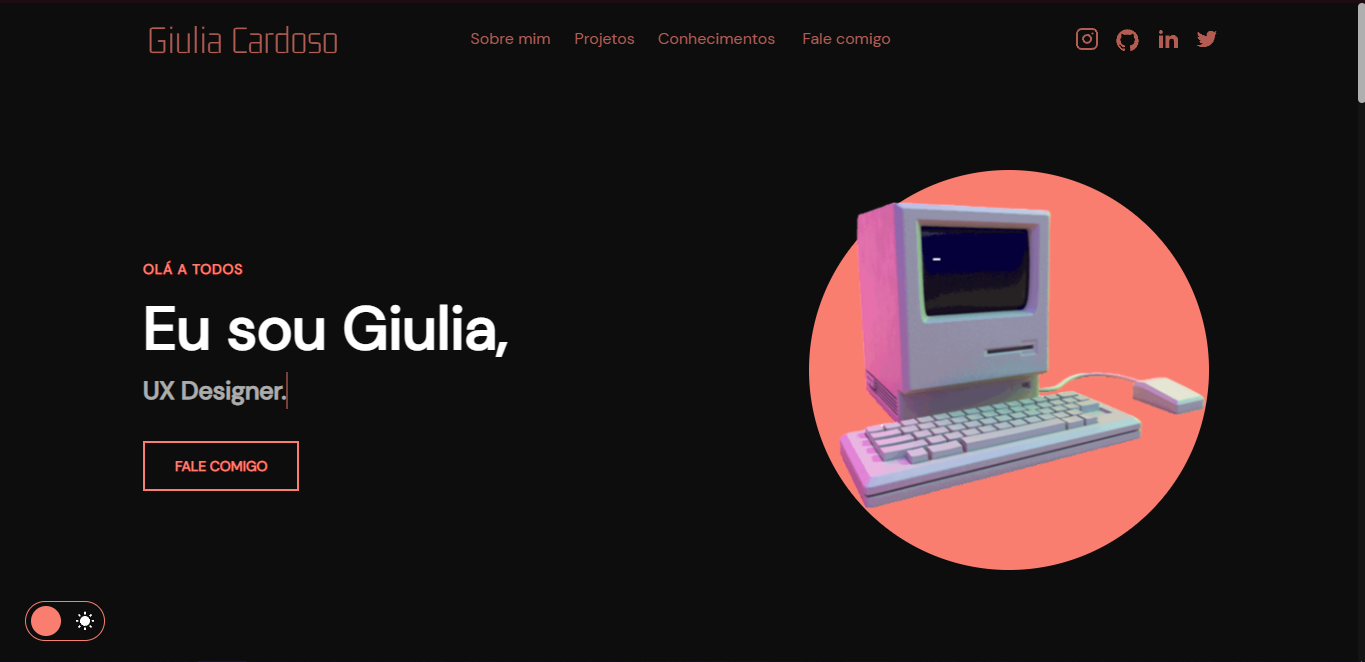 Giulia Cardoso
Sobre mim Projetos Conhecimentos Fale comigo
OLÁ A TODOS
Eu sou Giulia,
UX Designer.
FALE COMIGO